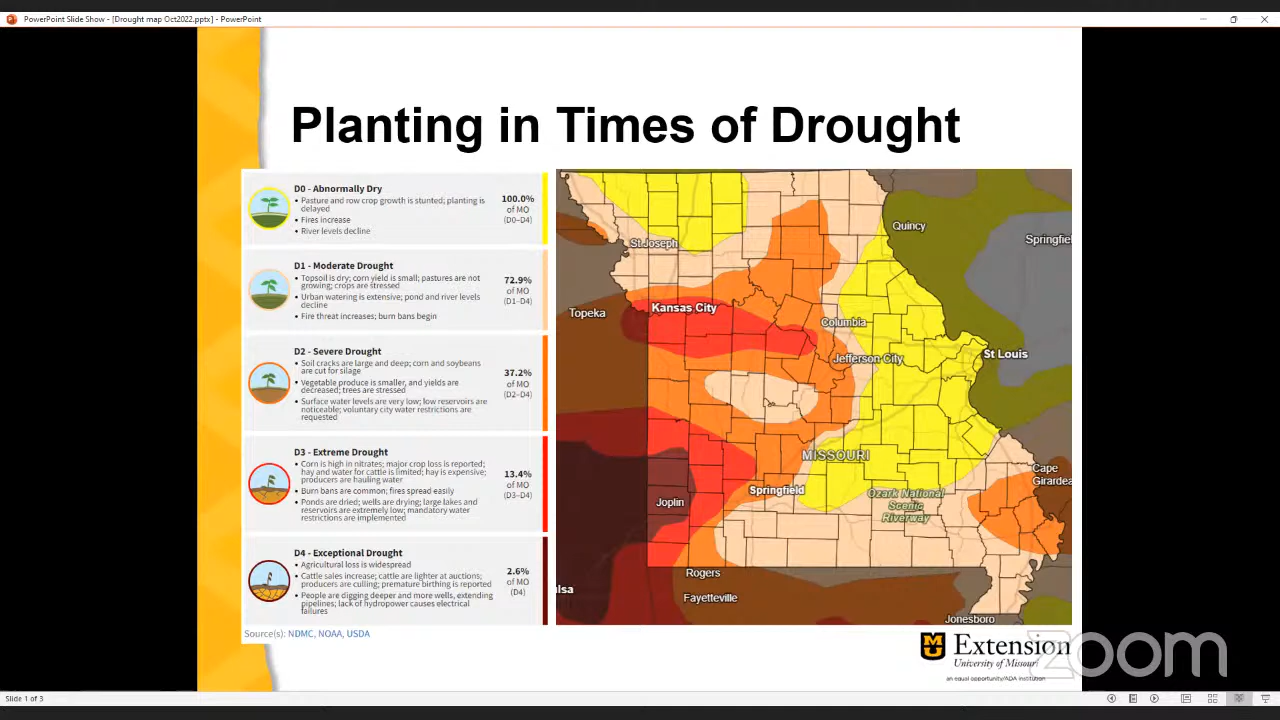 PowerPoint Slide Show - [Drought map Oct2022.pptx] - PowerPoint
Planting in Times of Drought
D0 - Abnormally Dry
• Pasture and row crop growth is stunted; planting is
delayed
• Fires increase
• River levels decline
100.0%
of MO
(D0–D4)
D1 - Moderate Drought
• Topsoil is dry; corn yield is small; pastures are not
growing; crops are stressed
• Urban watering is extensive; pond and river levels
decline
• Fire threat increases; burn bans begin
72.9%
of MO
(D1–D4)
D2 - Severe Drought
• Soil cracks are large and deep; corn and soybeans
are cut for silage
• Vegetable produce is smaller, and yields are
decreased; trees are stressed
• Surface water levels are very low; low reservoirs are
noticeable; voluntary city water restrictions are
requested
37.2%
of MO
(D2–D4)
D3 - Extreme Drought
• Corn is high in nitrates; major crop loss is reported;
hay and water for cattle is limited; hay is expensive;
producers are hauling water
• Burn bans are common; fires spread easily
• Ponds are dried; wells are drying; large lakes and
reservoirs are extremely low; mandatory water
restrictions are implemented
13.4%
of MO
(D3–D4)
D4 - Exceptional Drought
• Agricultural loss is widespread
• Cattle sales increase; cattle are lighter at auctions;
producers are culling; premature birthing is reported
• People are digging deeper and more wells, extending
pipelines; lack of hydropower causes electrical
failures
2.6%
of MO
(D4)
Source(s): NDMC, NOAA, USDA
Quincy
Springfie
St Joseph
Kansas City
Topeka
Columbia
Jefferson City
St Louis
MISSOURI
Cape
Girardea
Springfield
Joplin
Ozark National
Scenic
Riverway
Rogers
Fayetteville
lsa
Jonesboro
MU
Extension
University of Missouri
an equal opportunity/ADA institution
zoom
Slide 1 of 3